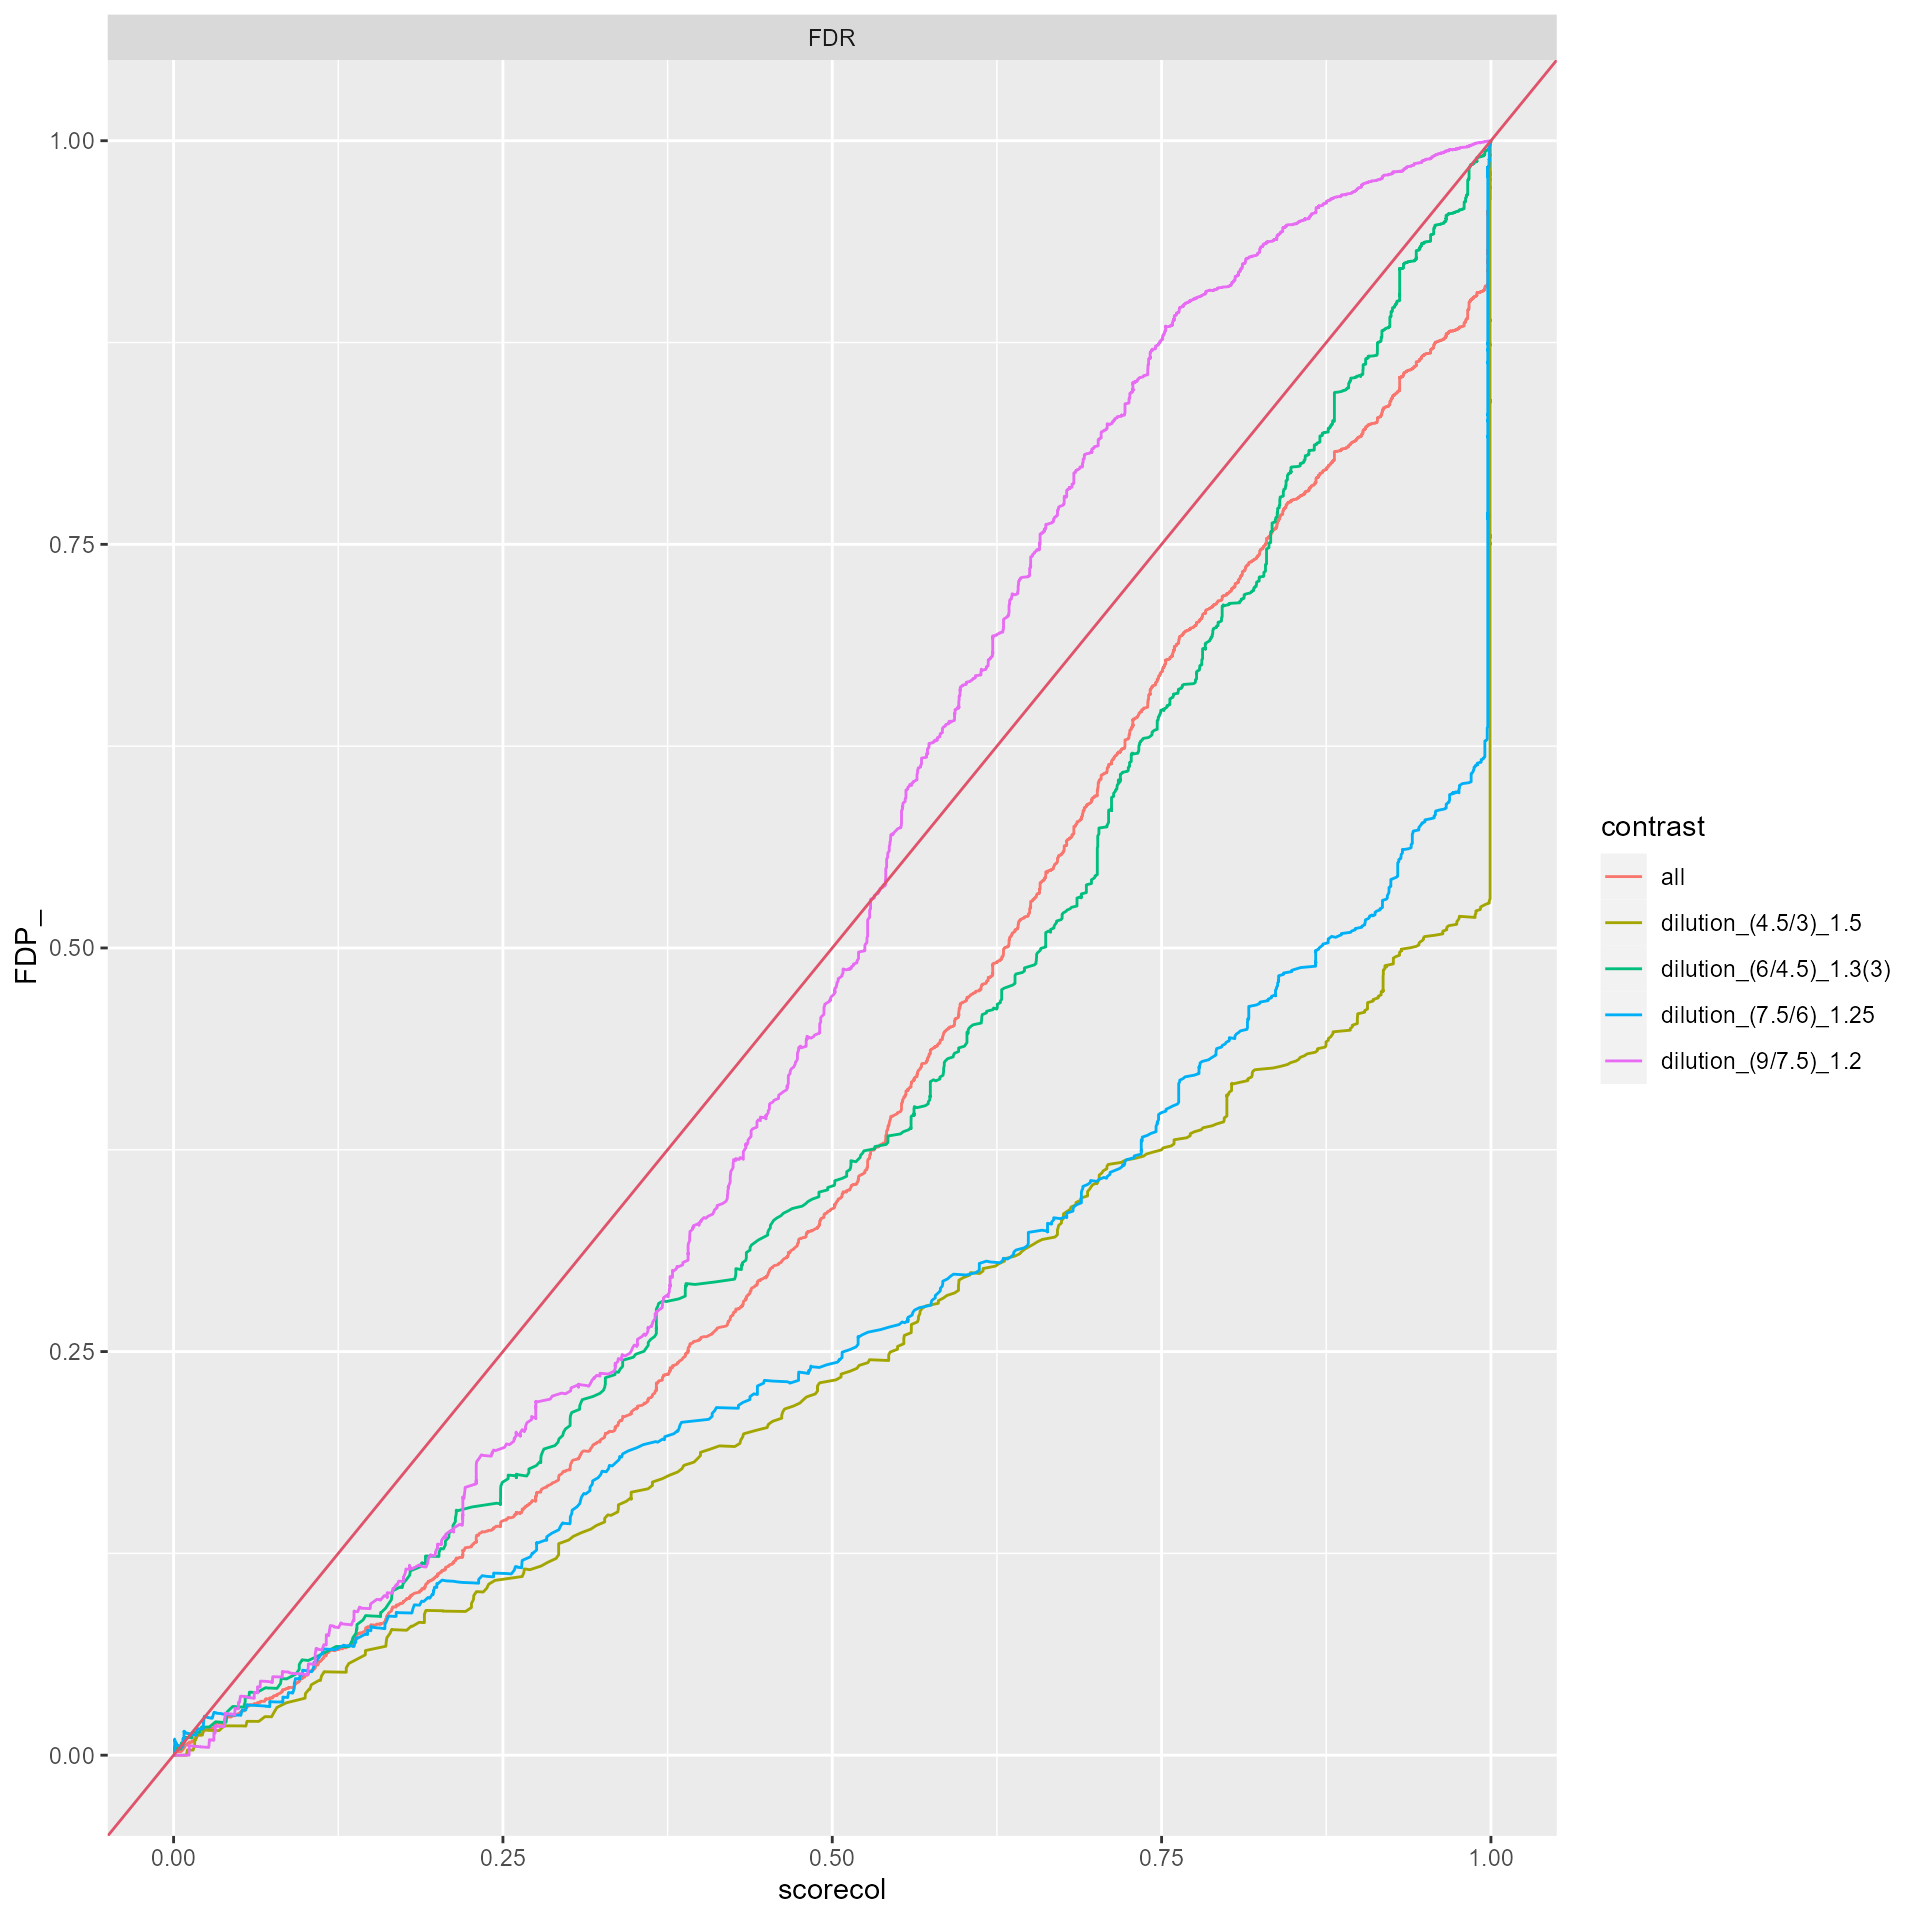 FDR
1.00
0.75
0.50
0.25
0.00
FDP_
0.00 0.25 0.50 0.75 1.00
scorecol
contrast
all
dilution_(4.5/3)_1.5
dilution_(6/4.5)_1.3(3)
dilution_(7.5/6)_1.25
dilution_(9/7.5)_1.2